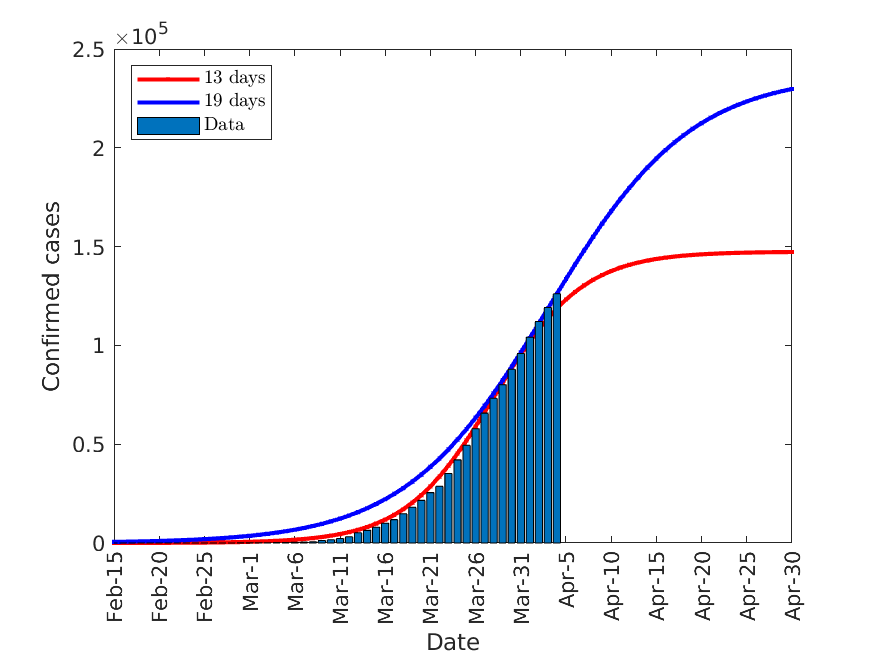 ×10⁵
2.5
2
1.5
1
0.5
0
13 days
19 days
Data
Confirmed cases
Feb-15
Feb-20
Feb-25
Mar-1
Mar-6
Mar-11
Mar-16
Mar-21
Mar-26
Mar-31
Apr-5
Apr-10
Apr-15
Apr-20
Apr-25
Apr-30
Date